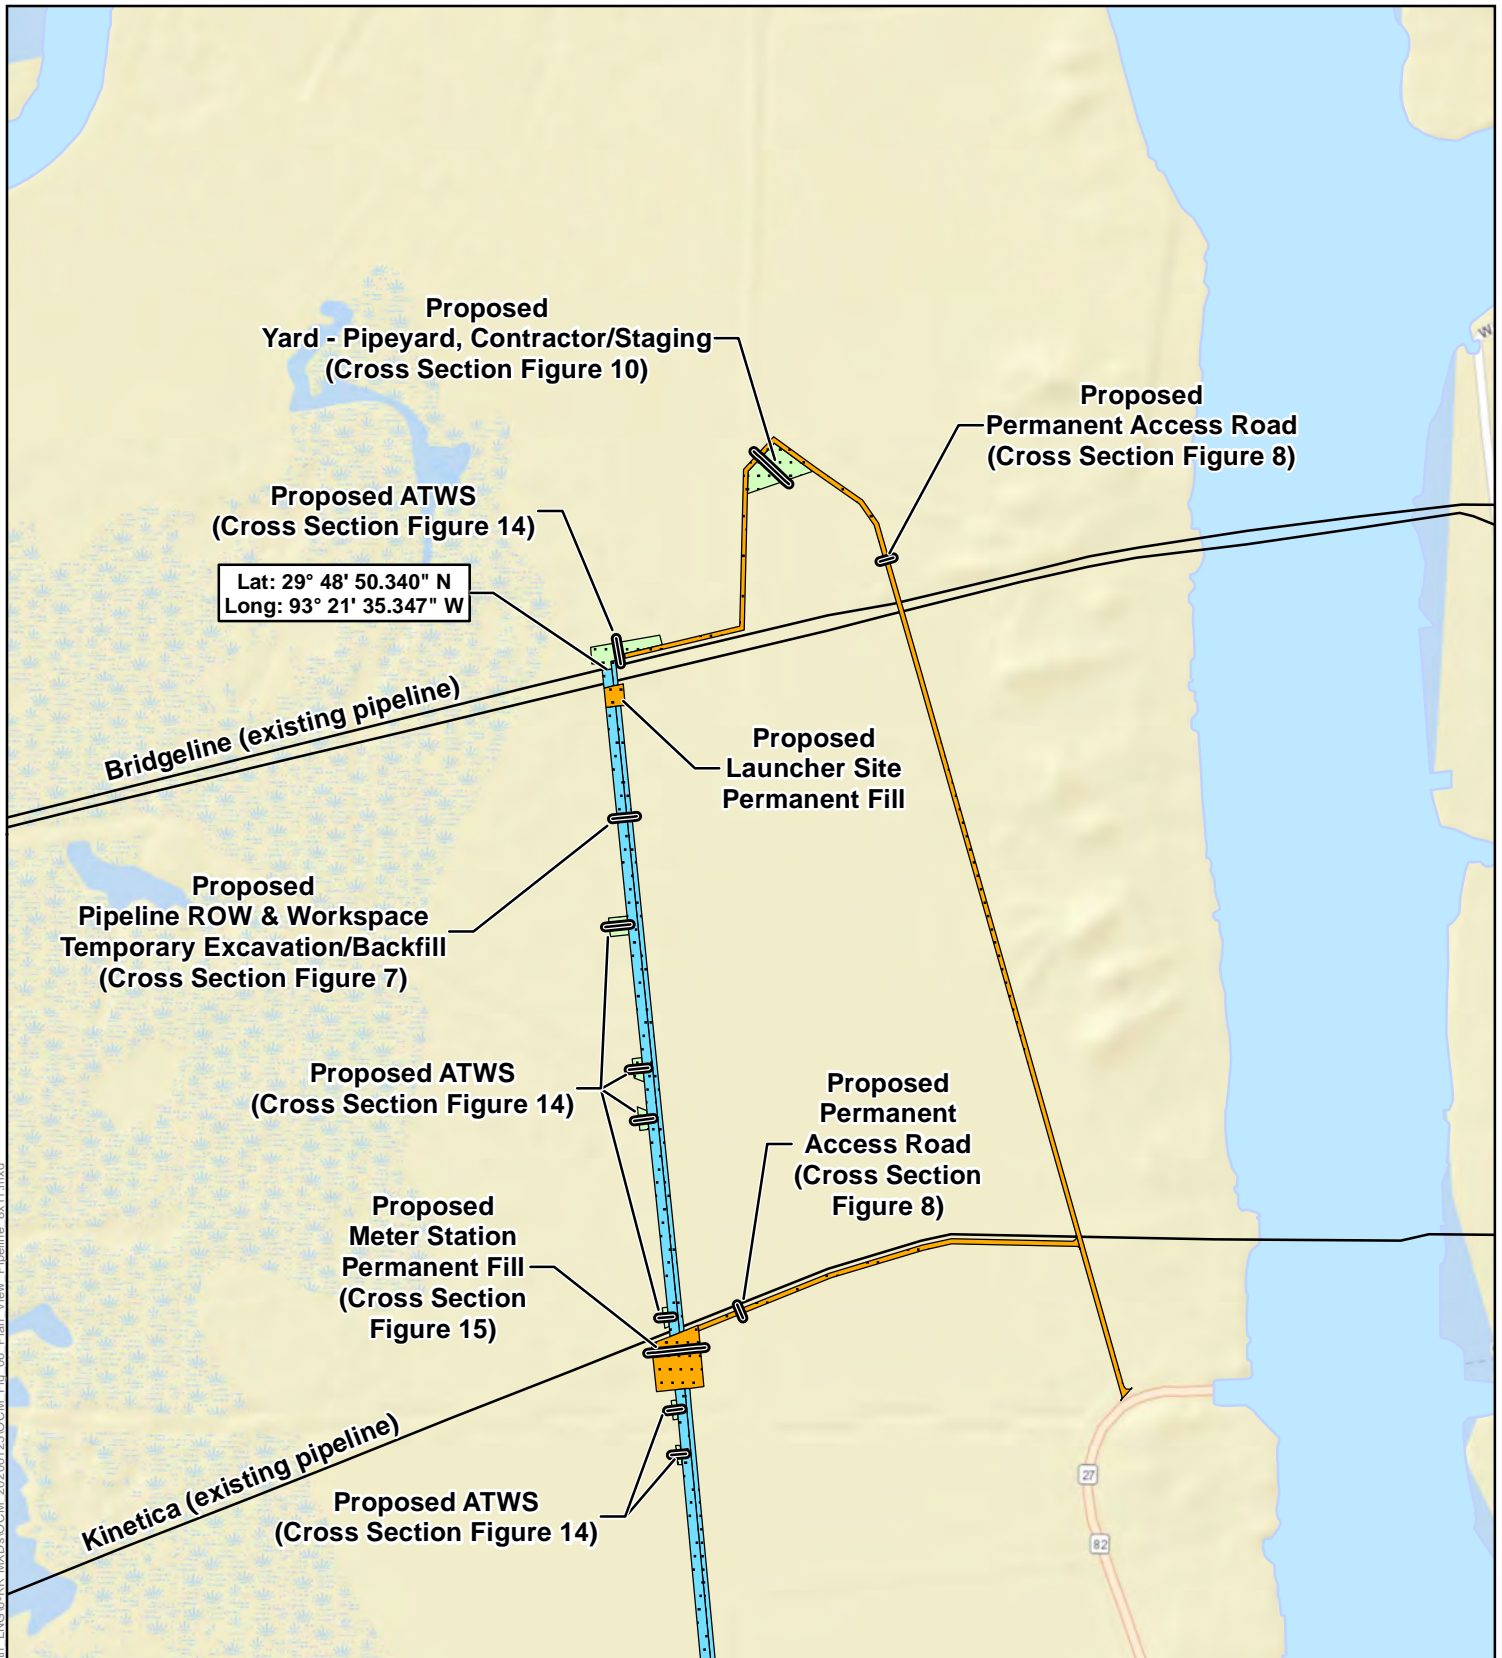 Proposed
Yard - Pipeyard, Contractor/Staging
(Cross Section Figure 10)
Proposed
Permanent Access Road
(Cross Section Figure 8)
Proposed ATWS
(Cross Section Figure 14)
Lat: 29° 48' 50.340" N
Long: 93° 21' 35.347" W
Bridgeline (existing pipeline)
Proposed
Launcher Site
Permanent Fill
Proposed
Pipeline ROW & Workspace
Temporary Excavation/Backfill
(Cross Section Figure 7)
Proposed ATWS
(Cross Section Figure 14)
Proposed
Permanent
Access Road
(Cross Section
Figure 8)
Proposed
Meter Station
Permanent Fill
(Cross Section
Figure 15)
Kinetica (existing pipeline)
Proposed ATWS
(Cross Section Figure 14)
27
82
W